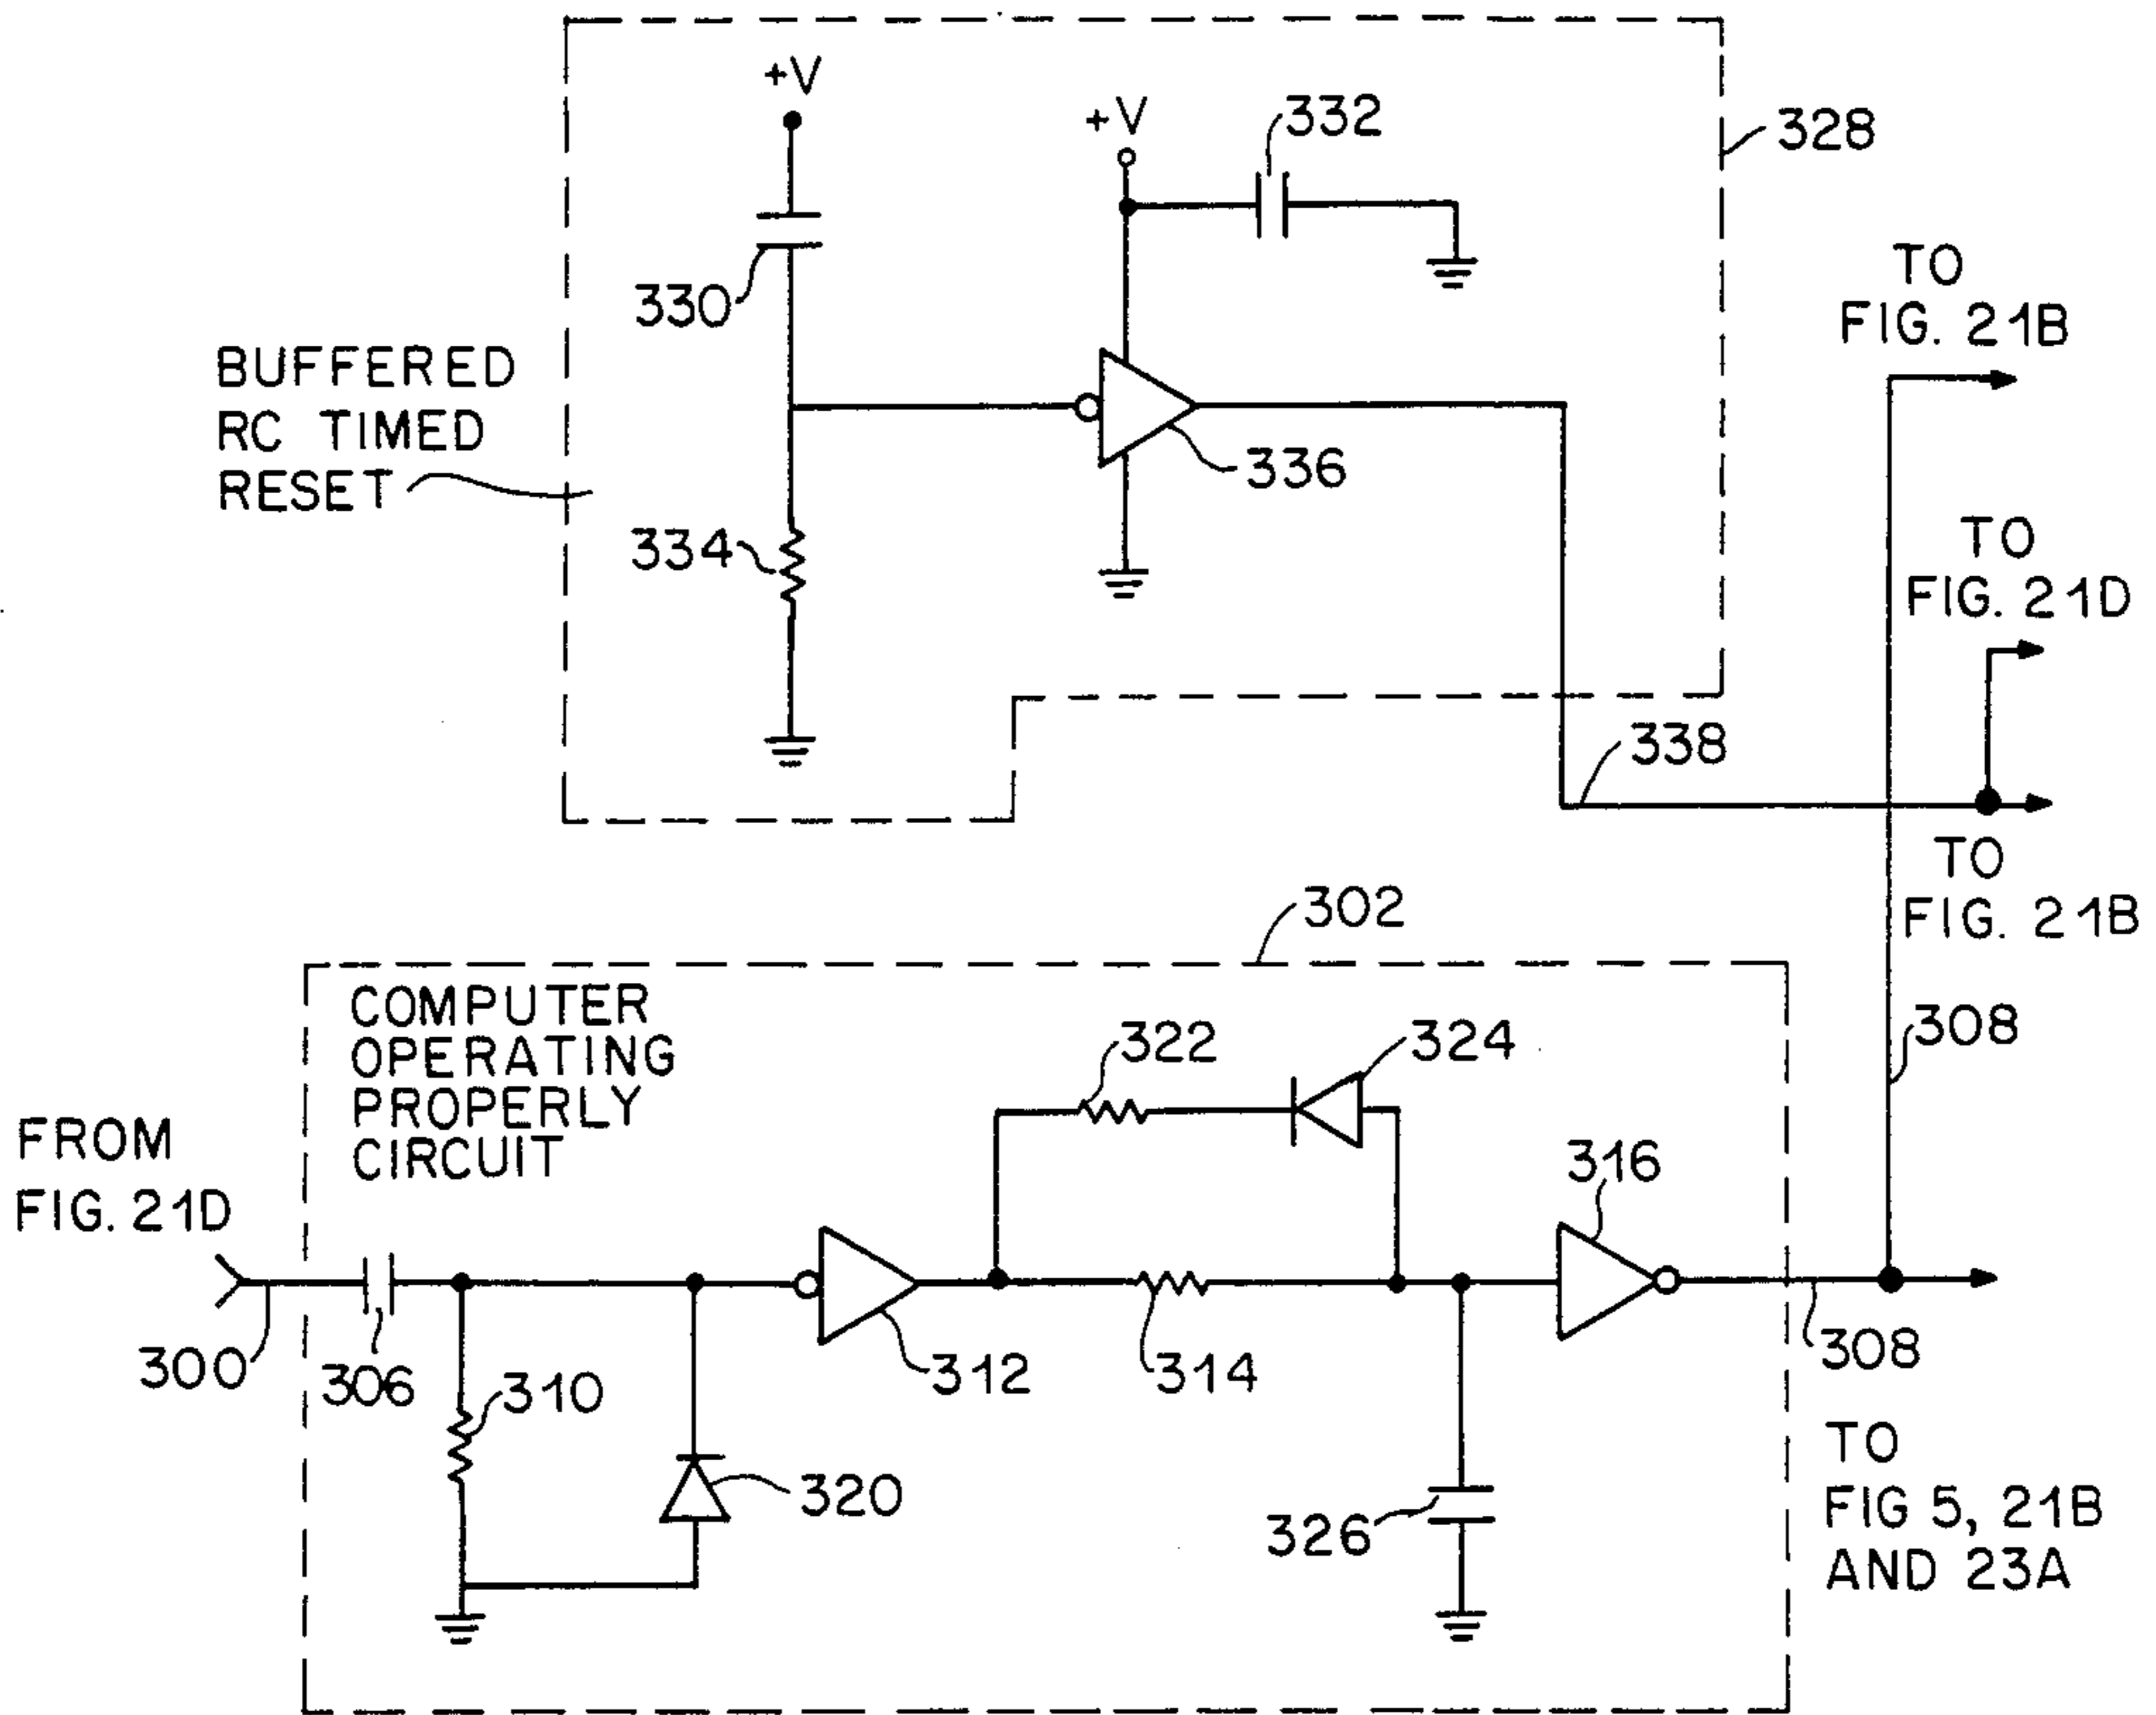 +V
+V
332
328
330
TO
FIG. 21B
BUFFERED
RC TIMED
RESET
336
334
TO
FIG. 21D
338
TO
FIG. 21B
302
COMPUTER
OPERATING
PROPERLY
CIRCUIT
322
324
308
FROM
FIG. 21D
316
300
306
310
312
314
308
320
326
TO
FIG 5, 21B
AND 23A